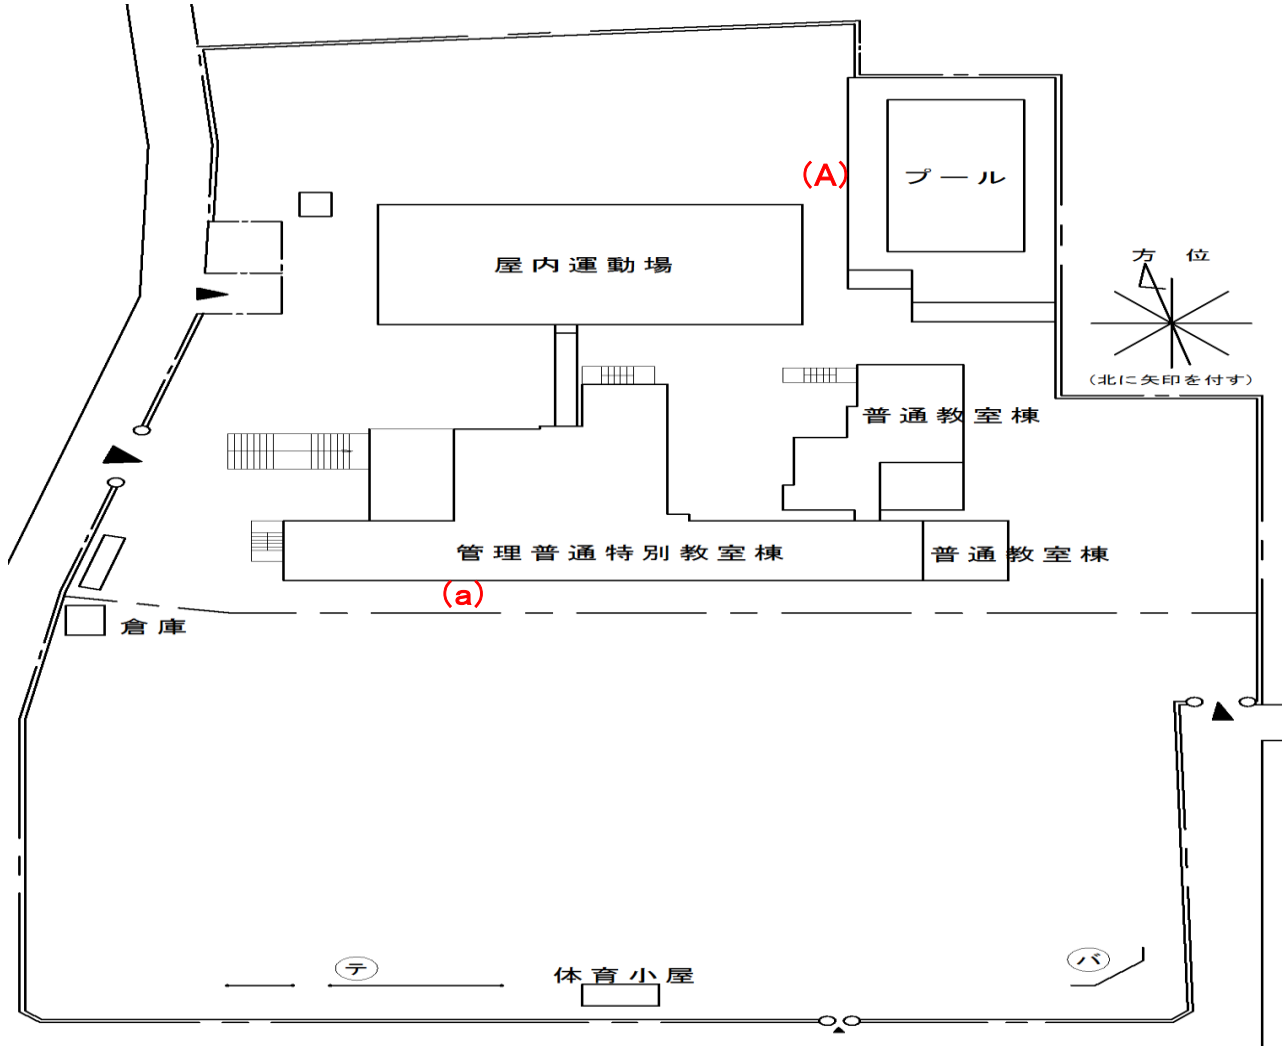 (A)
プール
方位
屋内運動場
(北に矢印を付す)
普通教室棟
管理普通特別教室棟
普通教室棟
(a)
倉庫
テ
バ
体育小屋